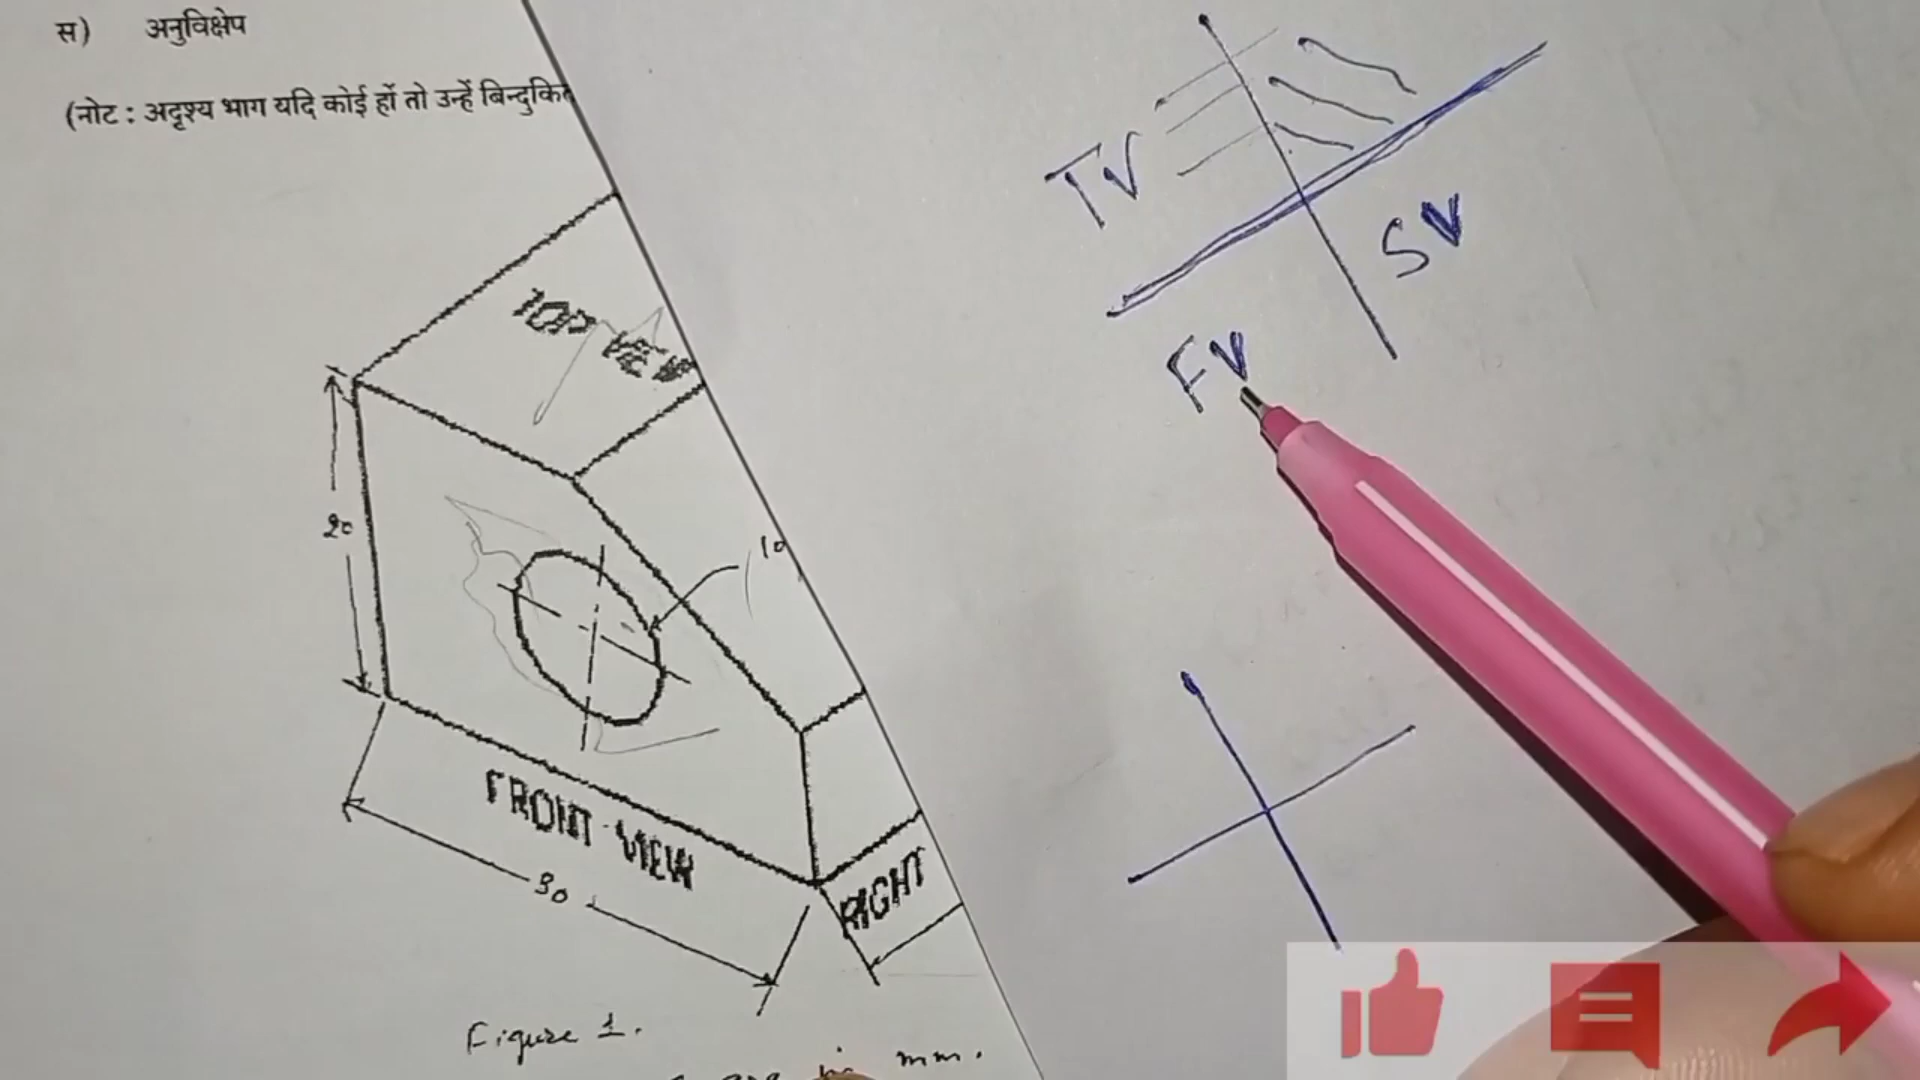 स) अनुविक्षेप
(नोट : अदृश्य भाग यदि कोई हों तो उन्हें
TOP VIEW
20
10
FRONT VIEW
30
RIGHT
Figure 1.
mm.
TV
SV
FV